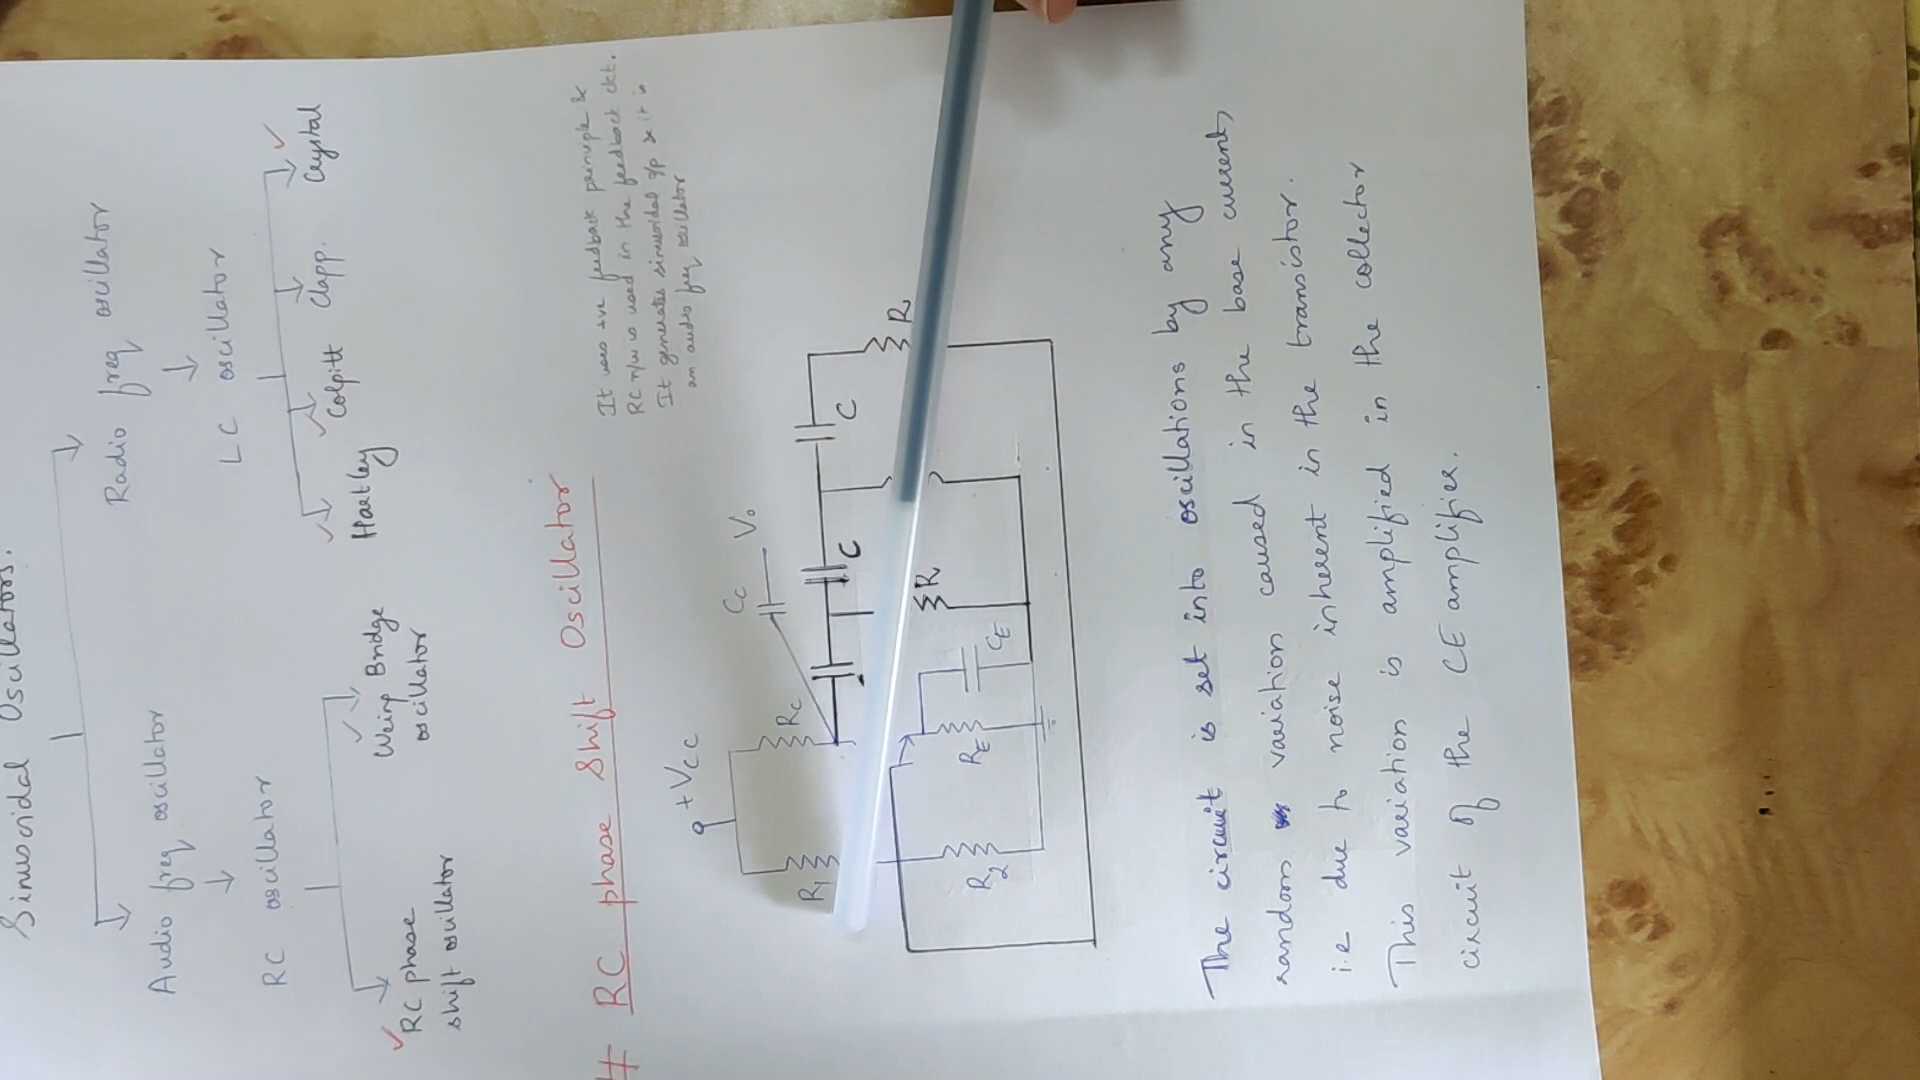 Sinusoidal Oscillators.
Audio freq oscillator
Radio freq oscillator
RC oscillator
LC oscillator
RC phase
shift oscillator
Weinp Bridge
oscillator
Hartley
Colpitt
Clapp.
Crystal
# RC phase Shift Oscillator
It uses +ve feedback principle &
RC n/w is used in the feedback ckt.
It generates sinusoidal o/p & it is
an audio freq oscillator
+VCC
R1
RC
CC
Vo
C
C
R
R
R2
RE
CE
The circuit is set into oscillations by any
random variation caused in the base current,
i.e due to noise inherent in the transistor.
This variation is amplified in the collector
circuit of the CE amplifier.